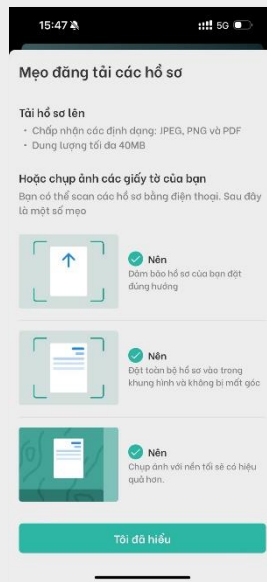 15:47
5G
Mẹo đăng tải các hồ sơ
Tải hồ sơ lên
• Chấp nhận các định dạng: JPEG, PNG và PDF
• Dung lượng tối đa 40MB
Hoặc chụp ảnh các giấy tờ của bạn
Bạn có thể scan các hồ sơ bằng điện thoại. Sau đây
là một số mẹo
Nên
Đảm bảo hồ sơ của bạn đặt
đúng hướng
Nên
Đặt toàn bộ hồ sơ vào trong
khung hình và không bị mất góc
Nên
Chụp ảnh với nền tối sẽ có hiệu
quả hơn.
Tôi đã hiểu